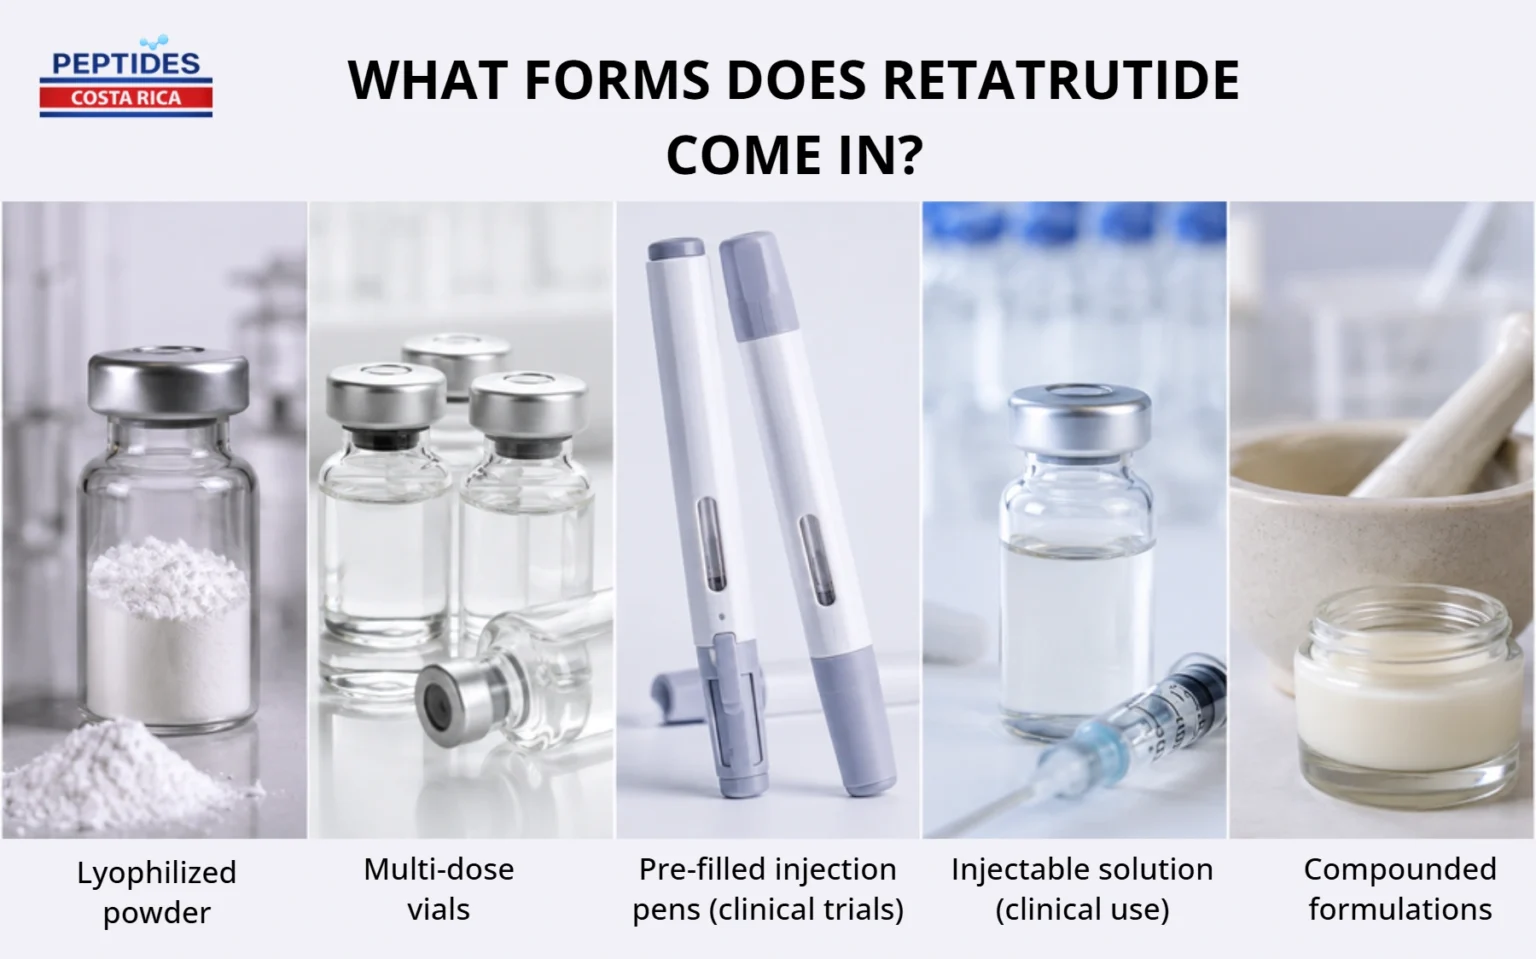 PEPTIDES
COSTA RICA
WHAT FORMS DOES RETATRUTIDE
COME IN?
Lyophilized
powder
Multi-dose
vials
Pre-filled injection
pens (clinical trials)
Injectable solution
(clinical use)
Compounded
formulations